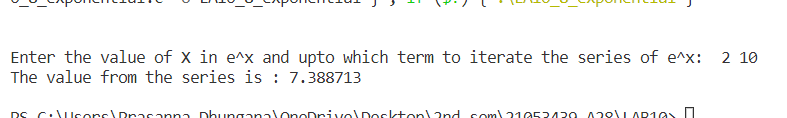 Enter the value of X in e^x and upto which term to iterate the series of e^x:  2 10
The value from the series is : 7.388713
PS C:\Users\Prasanna Dhungana\OneDrive\Desktop\2nd sem\21053439_A28\LAB10>